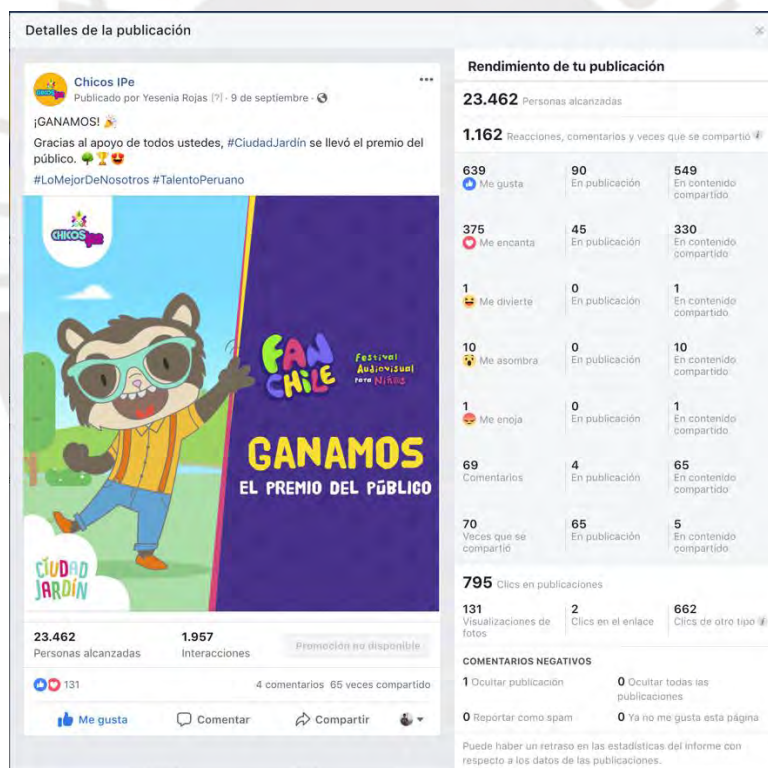 Detalles de la publicación
Chicos IPe
Publicado por Yesenia Rojas [?] · 9 de septiembre ·
¡GANAMOS! 🎉
Gracias al apoyo de todos ustedes, #CiudadJardín se llevó el premio del
público. 🌳🏆😍
#LoMejorDeNosotros #TalentoPeruano
CHICOS IPe
FAN
CHILE
Festival
Audiovisual
para Niños
GANAMOS
EL PREMIO DEL PÚBLICO
CIUDAD
JARDÍN
23.462
Personas alcanzadas
1.957
Interacciones
Promoción no disponible
131
4 comentarios 65 veces compartido
Me gusta
Comentar
Compartir
Rendimiento de tu publicación
23.462 Personas alcanzadas
1.162 Reacciones, comentarios y veces que se compartió
639
Me gusta
90
En publicación
549
En contenido
compartido
375
Me encanta
45
En publicación
330
En contenido
compartido
1
Me divierte
0
En publicación
1
En contenido
compartido
10
Me asombra
0
En publicación
10
En contenido
compartido
1
Me enoja
0
En publicación
1
En contenido
compartido
69
Comentarios
4
En publicación
65
En contenido
compartido
70
Veces que se
compartió
65
En publicación
5
En contenido
compartido
795 Clics en publicaciones
131
Visualizaciones de
fotos
2
Clics en el enlace
662
Clics de otro tipo
COMENTARIOS NEGATIVOS
1 Ocultar publicación
0 Ocultar todas las
publicaciones
0 Reportar como spam
0 Ya no me gusta esta página
Puede haber un retraso en las estadísticas del informe con
respecto a los datos de las publicaciones.